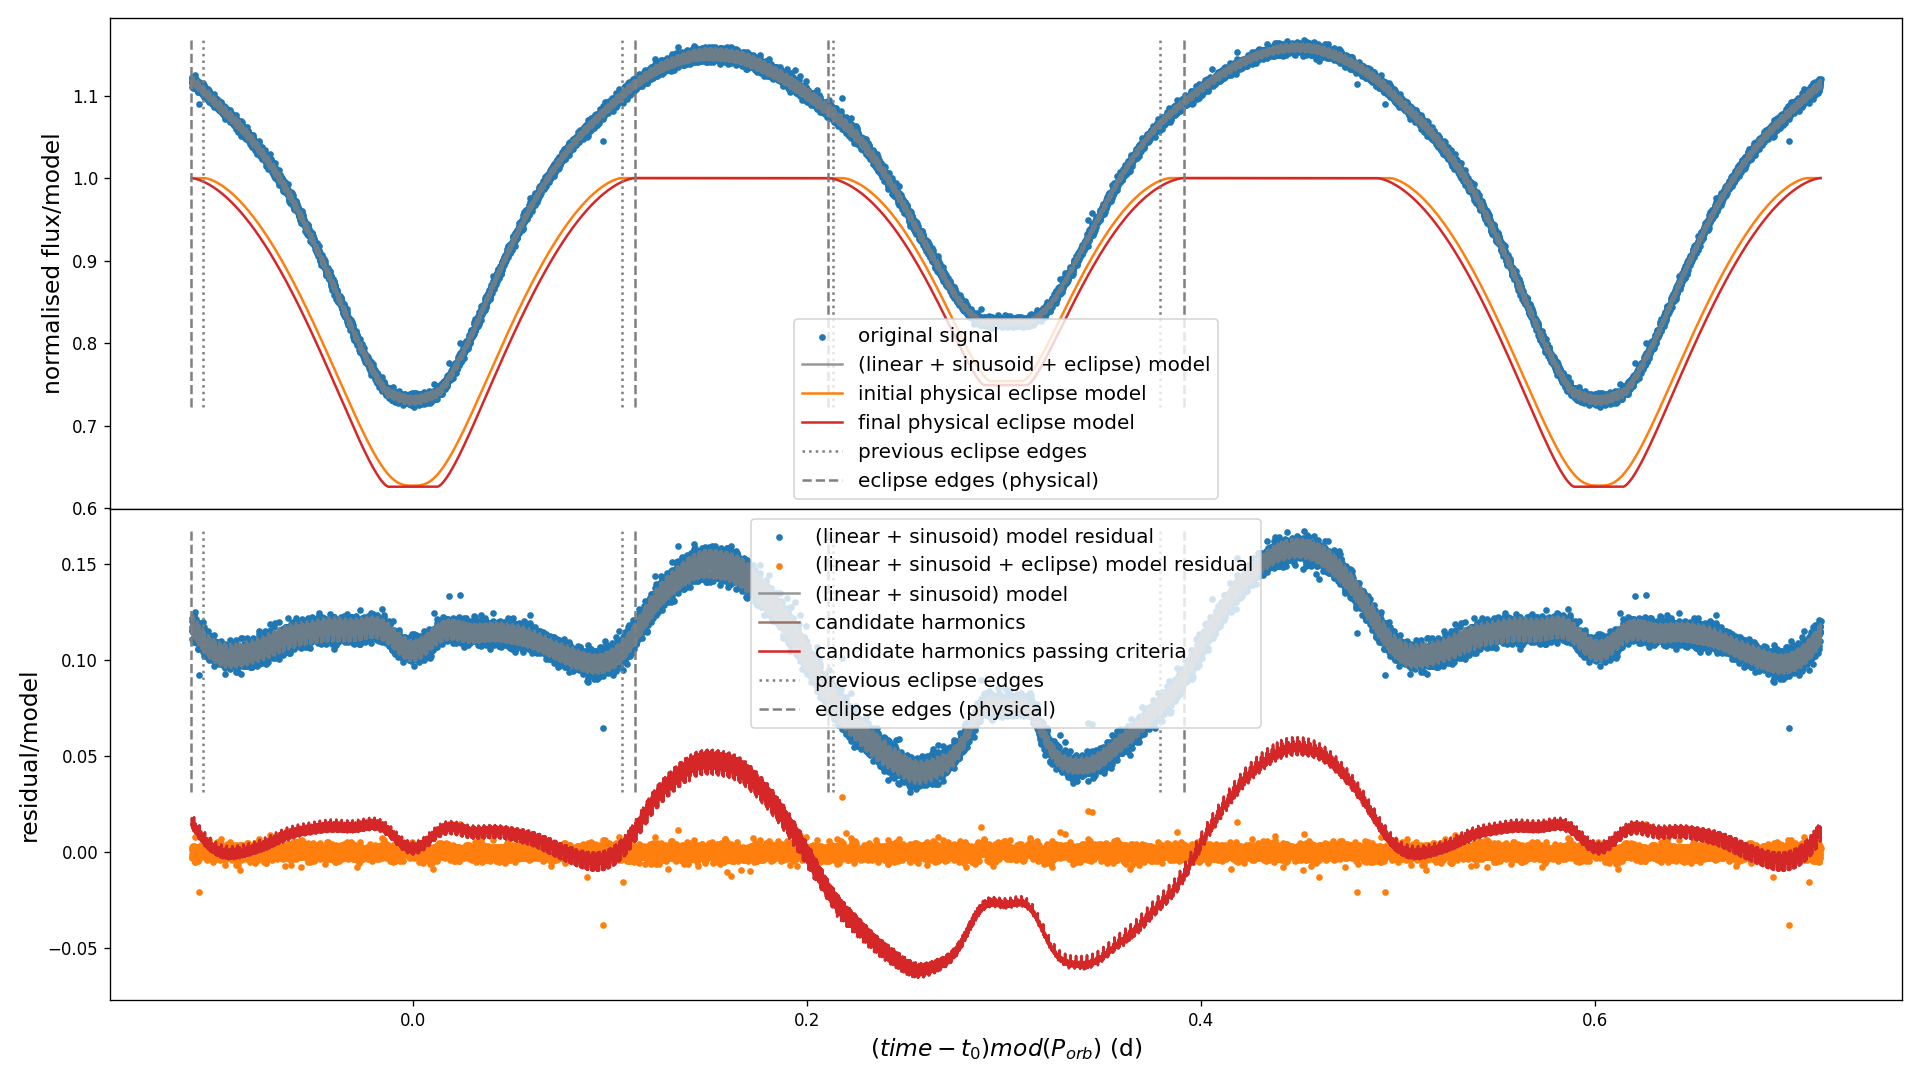 normalised flux/model
1.1
1.0
0.9
0.8
0.7
0.6
original signal
(linear + sinusoid + eclipse) model
initial physical eclipse model
final physical eclipse model
previous eclipse edges
eclipse edges (physical)
residual/model
0.15
0.10
0.05
0.00
−0.05
(linear + sinusoid) model residual
(linear + sinusoid + eclipse) model residual
(linear + sinusoid) model
candidate harmonics
candidate harmonics passing criteria
previous eclipse edges
eclipse edges (physical)
0.0 0.2 0.4 0.6
(time − t₀)mod(P_orb) (d)